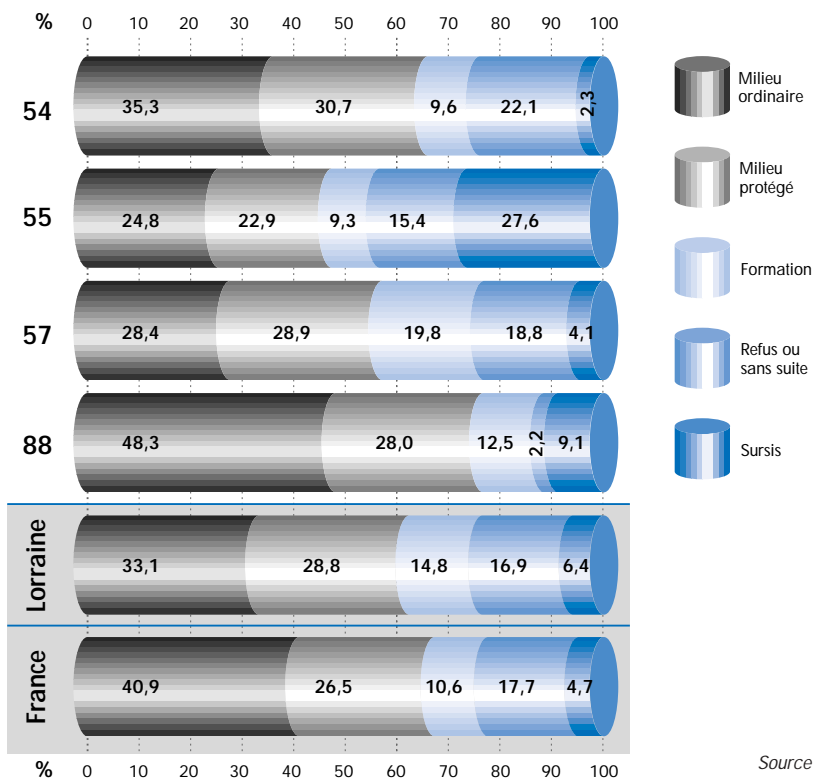 % 0 10 20 30 40 50 60 70 80 90 100
54 35,3 30,7 9,6 22,1 2,3
55 24,8 22,9 9,3 15,4 27,6
57 28,4 28,9 19,8 18,8 4,1
88 48,3 28,0 12,5 2,2 9,1
Lorraine 33,1 28,8 14,8 16,9 6,4
France 40,9 26,5 10,6 17,7 4,7
% 0 10 20 30 40 50 60 70 80 90 100
Milieu
ordinaire
Milieu
protégé
Formation
Refus ou
sans suite
Sursis
Source